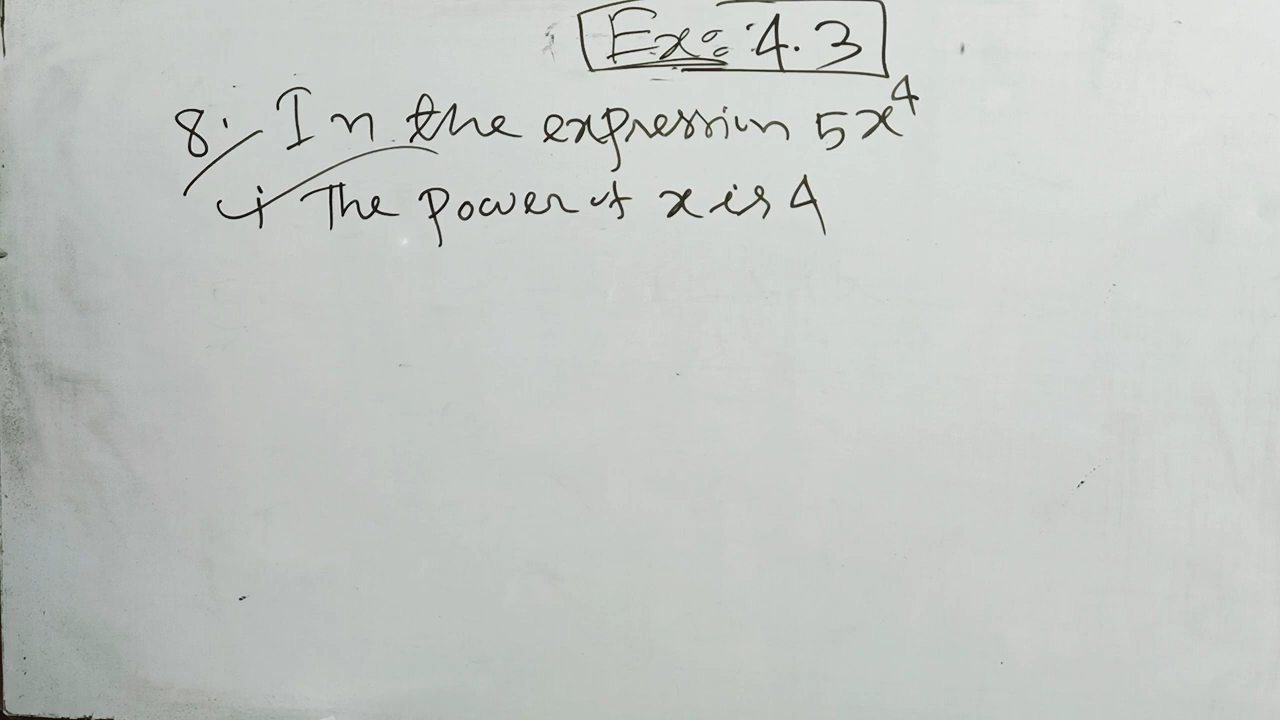 Ex: 4.3
8. In the expression 5x⁴
i The power of x is 4